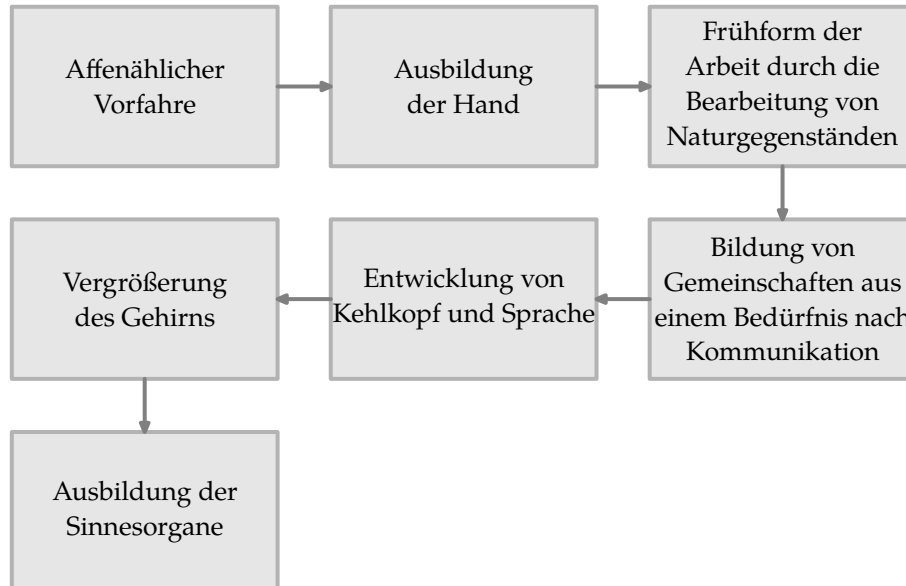 Affenählicher
Vorfahre
Ausbildung
der Hand
Frühform der
Arbeit durch die
Bearbeitung von
Naturgegenständen
Bildung von
Gemeinschaften aus
einem Bedürfnis nach
Kommunikation
Entwicklung von
Kehlkopf und Sprache
Vergrößerung
des Gehirns
Ausbildung der
Sinnesorgane